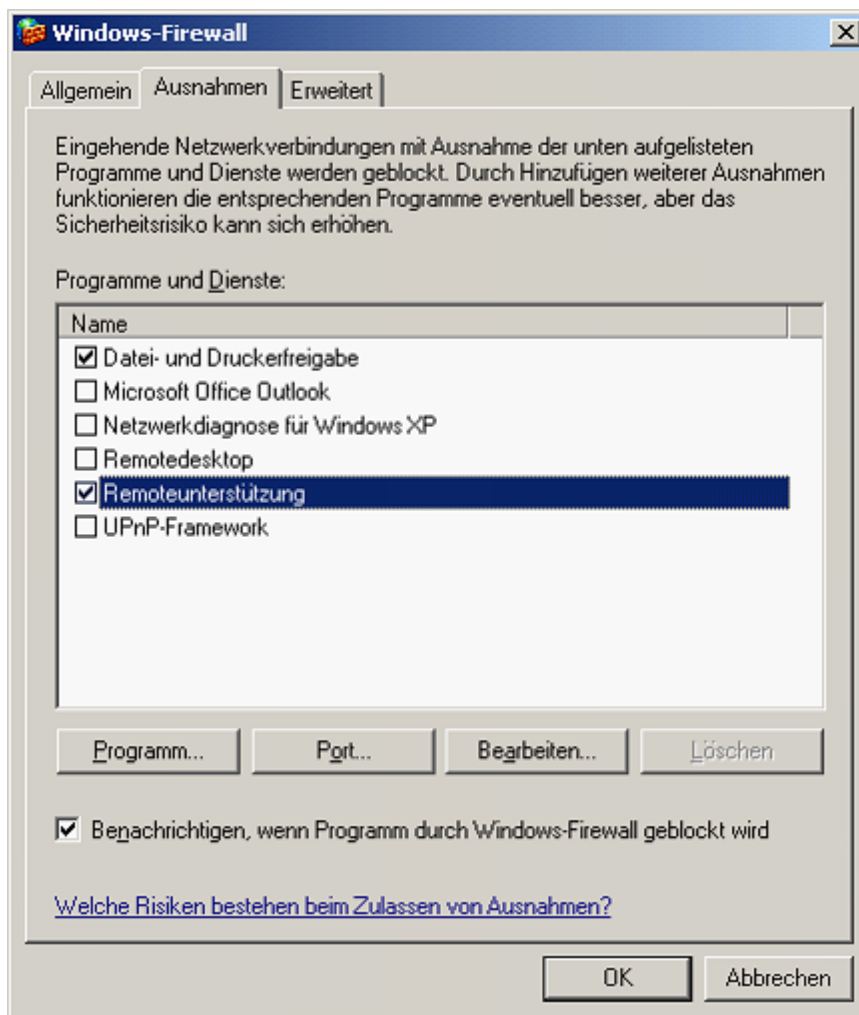 Windows-Firewall
Allgemein Ausnahmen Erweitert
Eingehende Netzwerkverbindungen mit Ausnahme der unten aufgelisteten
Programme und Dienste werden geblockt. Durch Hinzufügen weiterer Ausnahmen
funktionieren die entsprechenden Programme eventuell besser, aber das
Sicherheitsrisiko kann sich erhöhen.
Programme und Dienste:
Name
Datei- und Druckerfreigabe
Microsoft Office Outlook
Netzwerkdiagnose für Windows XP
Remotedesktop
Remoteunterstützung
UPnP-Framework
Programm... Port... Bearbeiten... Löschen
Benachrichtigen, wenn Programm durch Windows-Firewall geblockt wird
Welche Risiken bestehen beim Zulassen von Ausnahmen?
OK Abbrechen